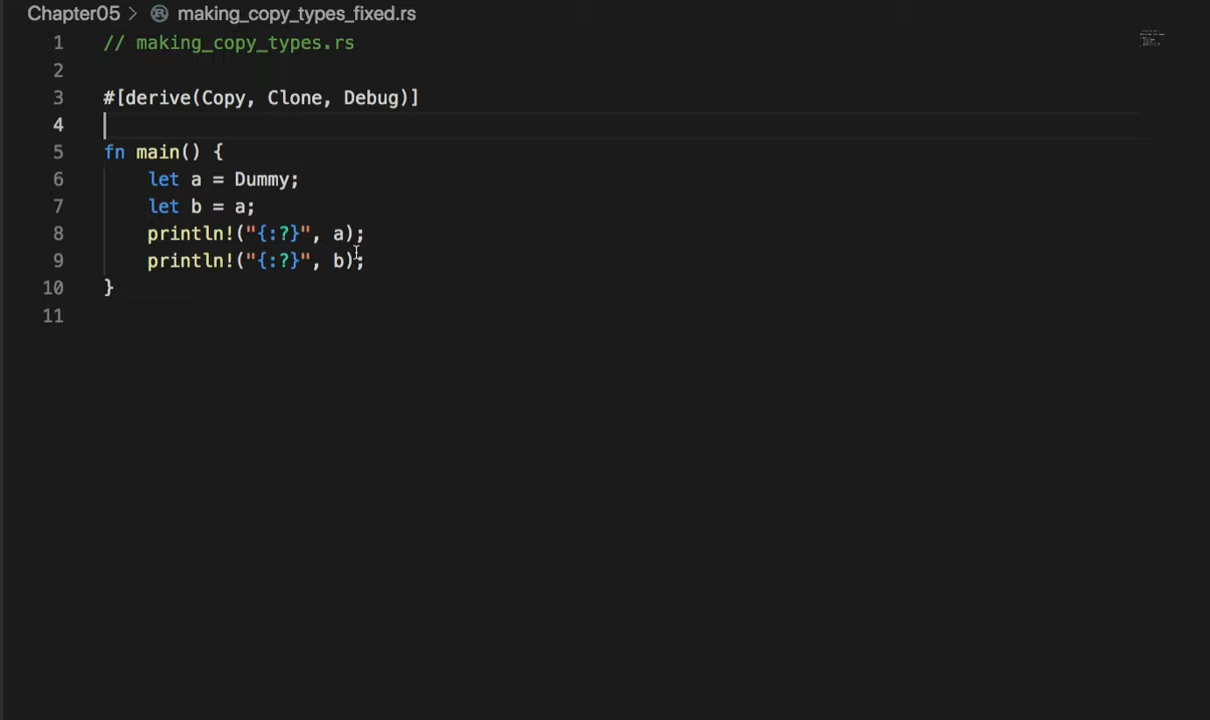 Chapter05 > making_copy_types_fixed.rs
1 // making_copy_types.rs
2
3 #[derive(Copy, Clone, Debug)]
4
5 fn main() {
6     let a = Dummy;
7     let b = a;
8     println!("{:?}", a);
9     println!("{:?}", b);
10 }
11